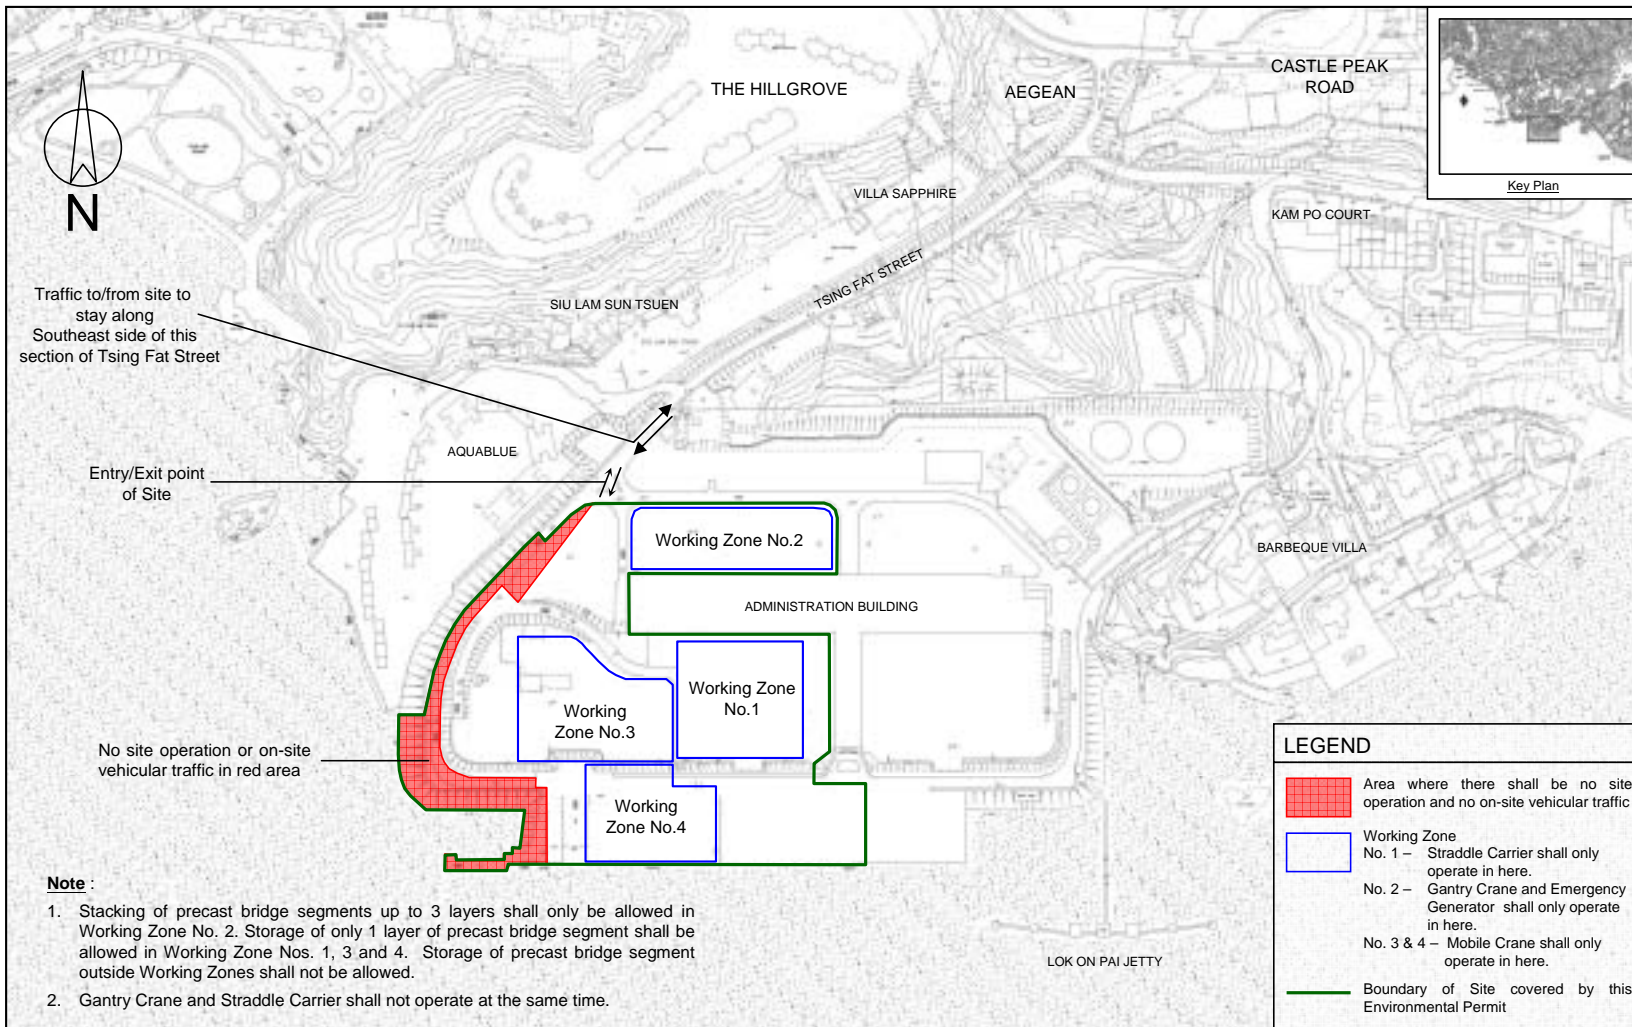 THE HILLGROVE
AEGEAN
CASTLE PEAK
ROAD
Key Plan
N
VILLA SAPPHIRE
KAM PO COURT
TSING FAT STREET
SIU LAM SUN TSUEN
Traffic to/from site to
stay along
Southeast side of this
section of Tsing Fat Street
AQUABLUE
Entry/Exit point
of Site
Working Zone No.2
BARBEQUE VILLA
ADMINISTRATION BUILDING
Working Zone
No.1
Working
Zone No.3
No site operation or on-site
vehicular traffic in red area
Working
Zone No.4
LOK ON PAI JETTY
Note :
1. Stacking of precast bridge segments up to 3 layers shall only be allowed in
Working Zone No. 2. Storage of only 1 layer of precast bridge segment shall be
allowed in Working Zone Nos. 1, 3 and 4. Storage of precast bridge segment
outside Working Zones shall not be allowed.
2. Gantry Crane and Straddle Carrier shall not operate at the same time.
LEGEND
Area where there shall be no site
operation and no on-site vehicular traffic
Working Zone
No. 1 – Straddle Carrier shall only
operate in here.
No. 2 – Gantry Crane and Emergency
Generator shall only operate
in here.
No. 3 & 4 – Mobile Crane shall only
operate in here.
Boundary of Site covered by this
Environmental Permit